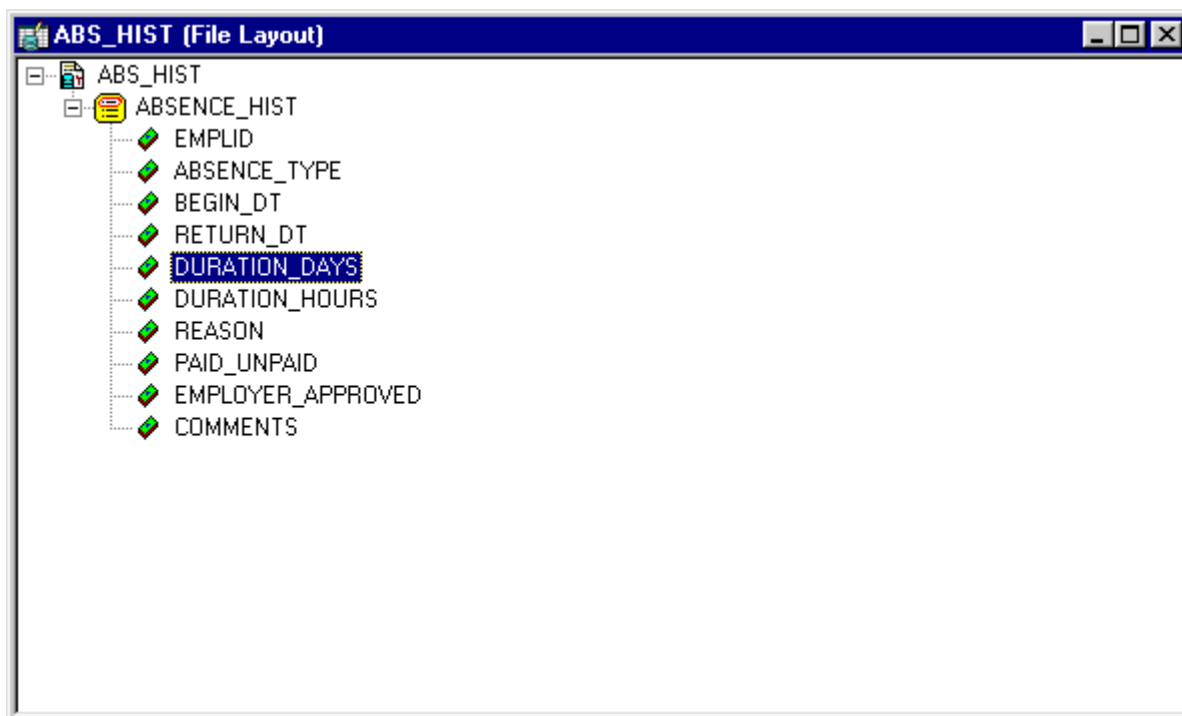 ABS_HIST (File Layout)
ABS_HIST
ABSENCE_HIST
EMPLID
ABSENCE_TYPE
BEGIN_DT
RETURN_DT
DURATION_DAYS
DURATION_HOURS
REASON
PAID_UNPAID
EMPLOYER_APPROVED
COMMENTS